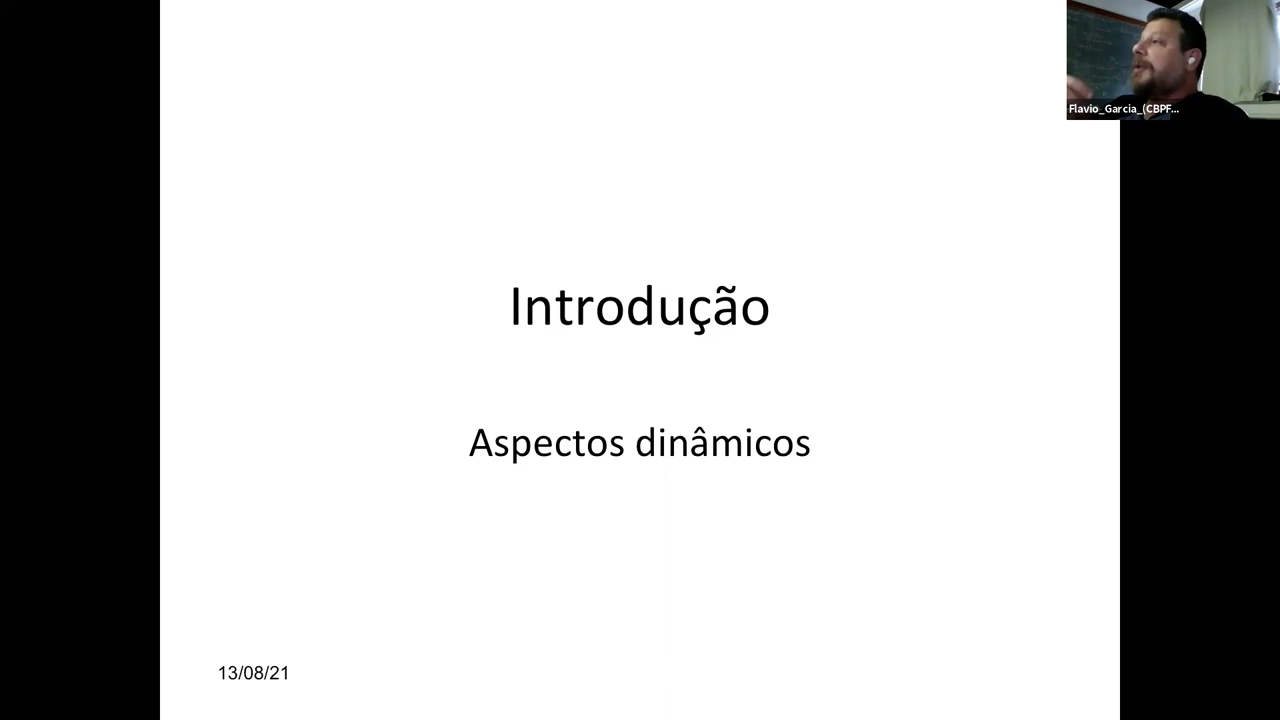 Flavio_Garcia_(CBPF...
Introdução
Aspectos dinâmicos
13/08/21